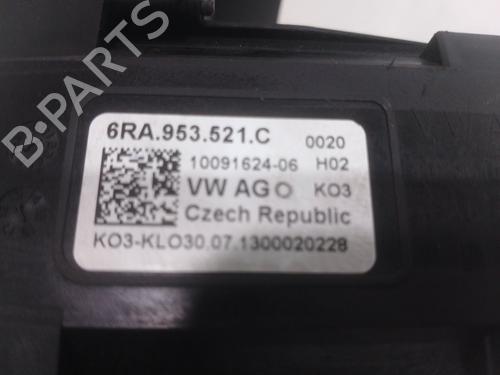 B-PARTS
6RA.953.521.C 0020
10091624-06 H02
VW AG KO3
Czech Republic
KO3-KLO30.07.1300020228